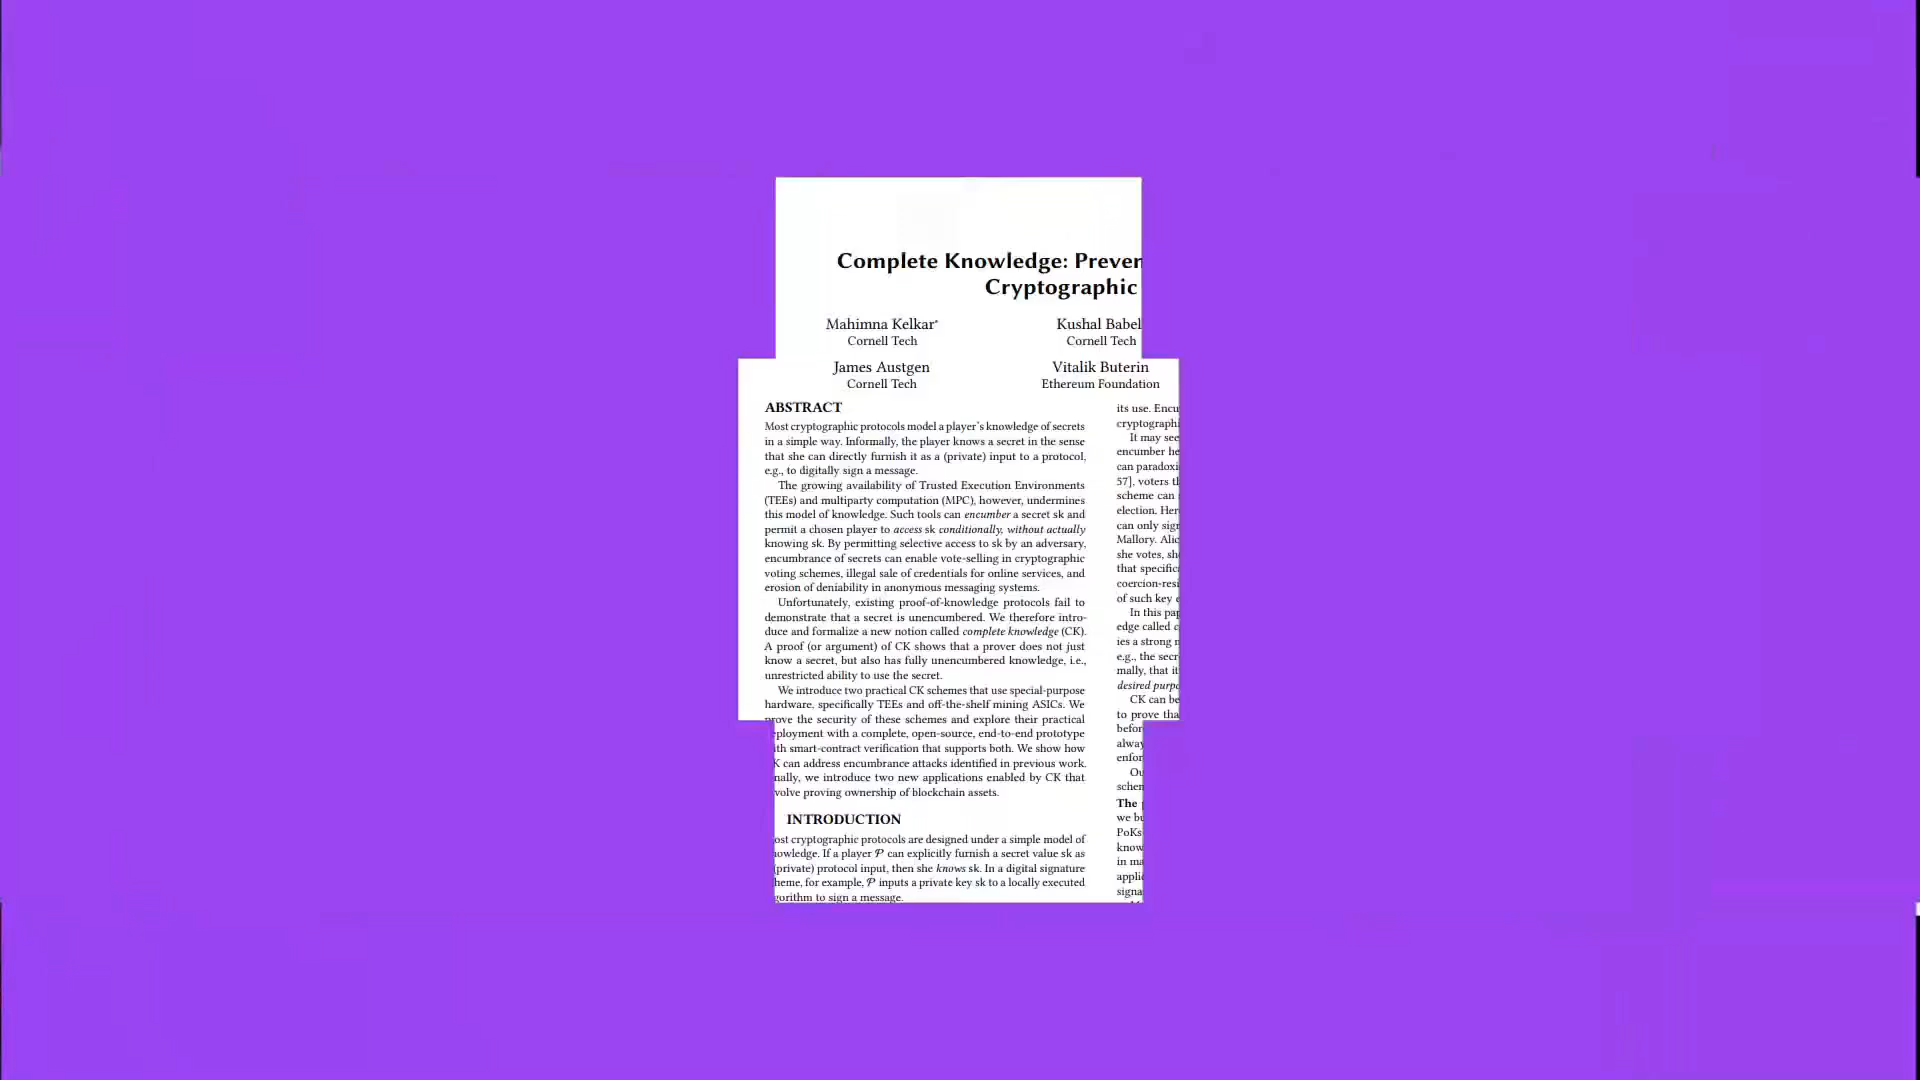 Complete Knowledge: Preven
Cryptographic
Mahimna Kelkar*
Kushal Babel
Cornell Tech
Cornell Tech
James Austgen
Vitalik Buterin
Cornell Tech
Ethereum Foundation
ABSTRACT
Most cryptographic protocols model a player's knowledge of secrets
in a simple way. Informally, the player knows a secret in the sense
that she can directly furnish it as a (private) input to a protocol,
e.g., to digitally sign a message.
The growing availability of Trusted Execution Environments
(TEEs) and multiparty computation (MPC), however, undermines
this model of knowledge. Such tools can encumber a secret sk and
permit a chosen player to access sk conditionally, without actually
knowing sk. By permitting selective access to sk by an adversary,
encumbrance of secrets can enable vote-selling in cryptographic
voting schemes, illegal sale of credentials for online services, and
erosion of deniability in anonymous messaging systems.
Unfortunately, existing proof-of-knowledge protocols fail to
demonstrate that a secret is unencumbered. We therefore intro-
duce and formalize a new notion called complete knowledge (CK).
A proof (or argument) of CK shows that a prover does not just
know a secret, but also has fully unencumbered knowledge, i.e.,
unrestricted ability to use the secret.
We introduce two practical CK schemes that use special-purpose
hardware, specifically TEEs and off-the-shelf mining ASICs. We
prove the security of these schemes and explore their practical
eployment with a complete, open-source, end-to-end prototype
ith smart-contract verification that supports both. We show how
K can address encumbrance attacks identified in previous work.
nally, we introduce two new applications enabled by CK that
volve proving ownership of blockchain assets.
INTRODUCTION
ost cryptographic protocols are designed under a simple model of
nowledge. If a player P can explicitly furnish a secret value sk as
(private) protocol input, then she knows sk. In a digital signature
heme, for example, P inputs a private key sk to a locally executed
gorithm to sign a message.
its use. Encu
cryptographi
It may see
encumber he
can paradoxi
57], voters th
scheme can s
election. Her
can only sign
Mallory. Alic
she votes, she
that specific
coercion-resi
of such key e
In this pap
edge called c
ies a strong n
e.g., the secr
mally, that it
desired purpo
CK can be
to prove tha
befor
alway
enfor
Ou
schem
The p
we bu
PoKs
know
in ma
applic
signa